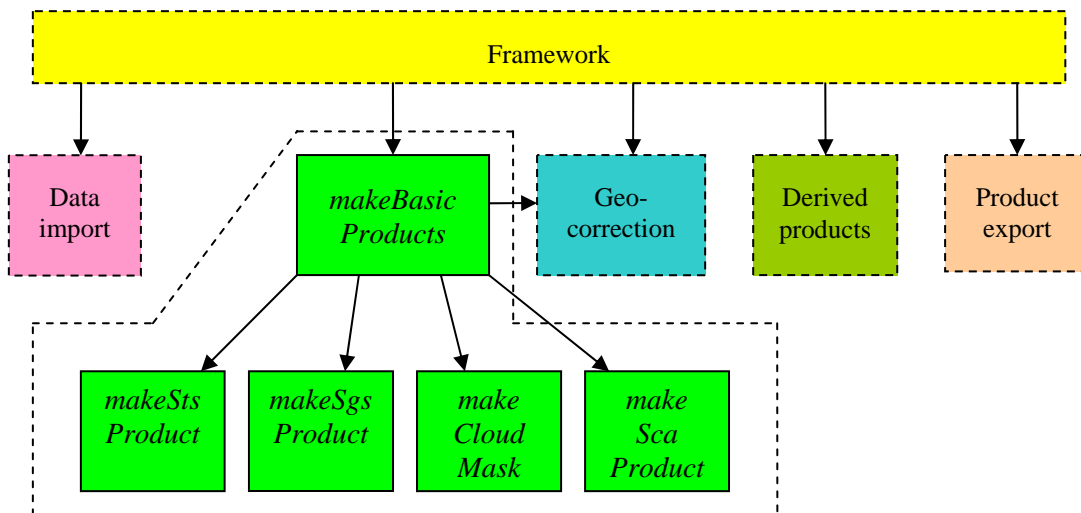 Framework
Data
import
makeBasic
Products
Geo-
correction
Derived
products
Product
export
makeSts
Product
makeSgs
Product
make
Cloud
Mask
make
Sca
Product